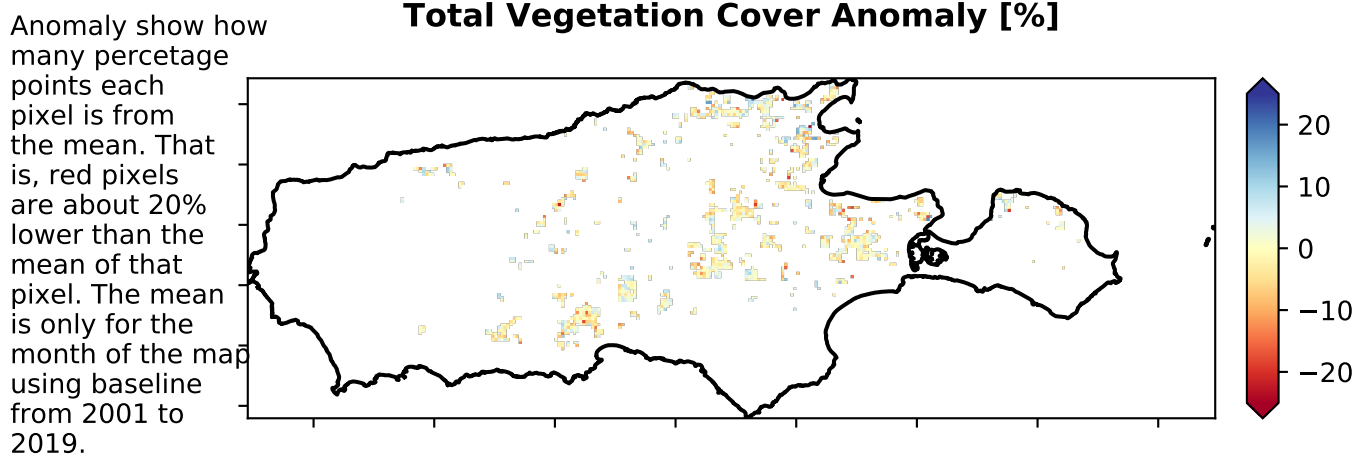 Total Vegetation Cover Anomaly [%]
Anomaly show how
many percetage
points each
pixel is from
the mean. That
is, red pixels
are about 20%
lower than the
mean of that
pixel. The mean
is only for the
month of the map
using baseline
from 2001 to
2019.
20
10
0
−10
−20